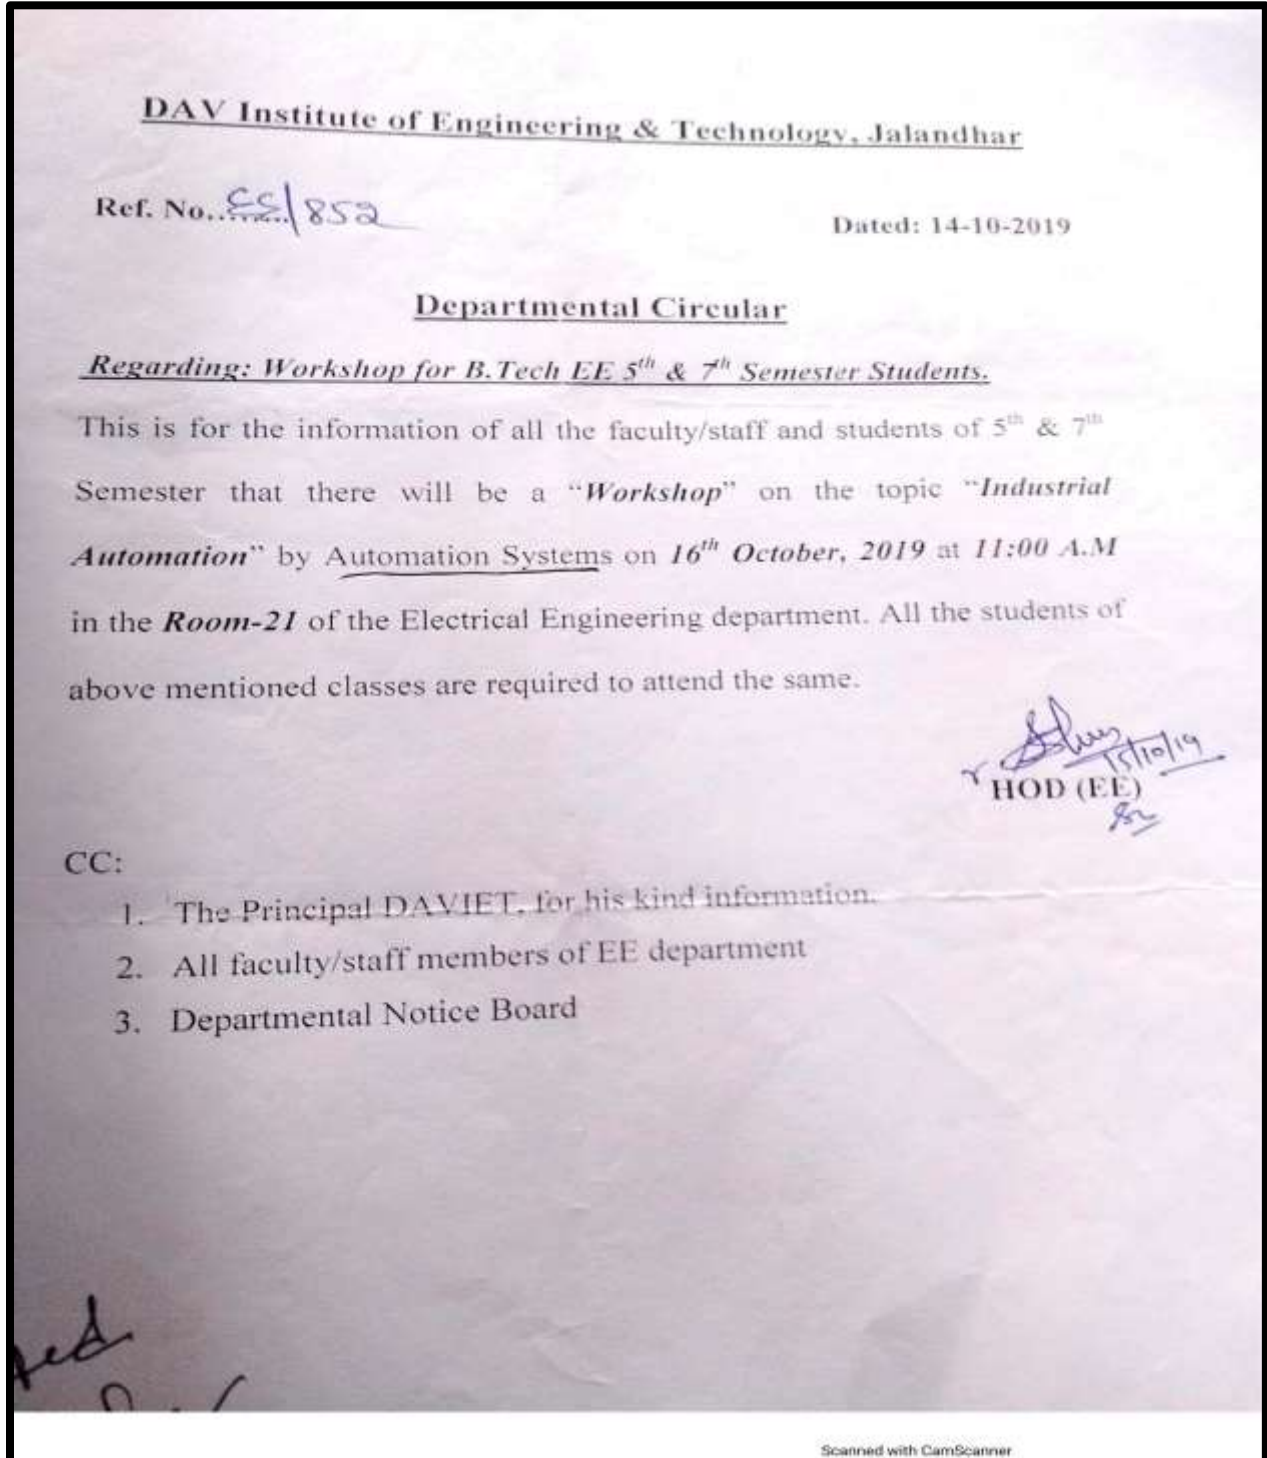 DAV Institute of Engineering & Technology, Jalandhar
Ref. No.......... /852
Dated: 14-10-2019
Departmental Circular
Regarding: Workshop for B.Tech EE 5th & 7th Semester Students.
This is for the information of all the faculty/staff and students of 5th & 7th
Semester that there will be a “Workshop” on the topic “Industrial
Automation” by Automation Systems on 16th October, 2019 at 11:00 A.M
in the Room-21 of the Electrical Engineering department. All the students of
above mentioned classes are required to attend the same.
15/10/19
HOD (EE)
CC:
1. The Principal DAVIET, for his kind information.
2. All faculty/staff members of EE department
3. Departmental Notice Board
Scanned with CamScanner